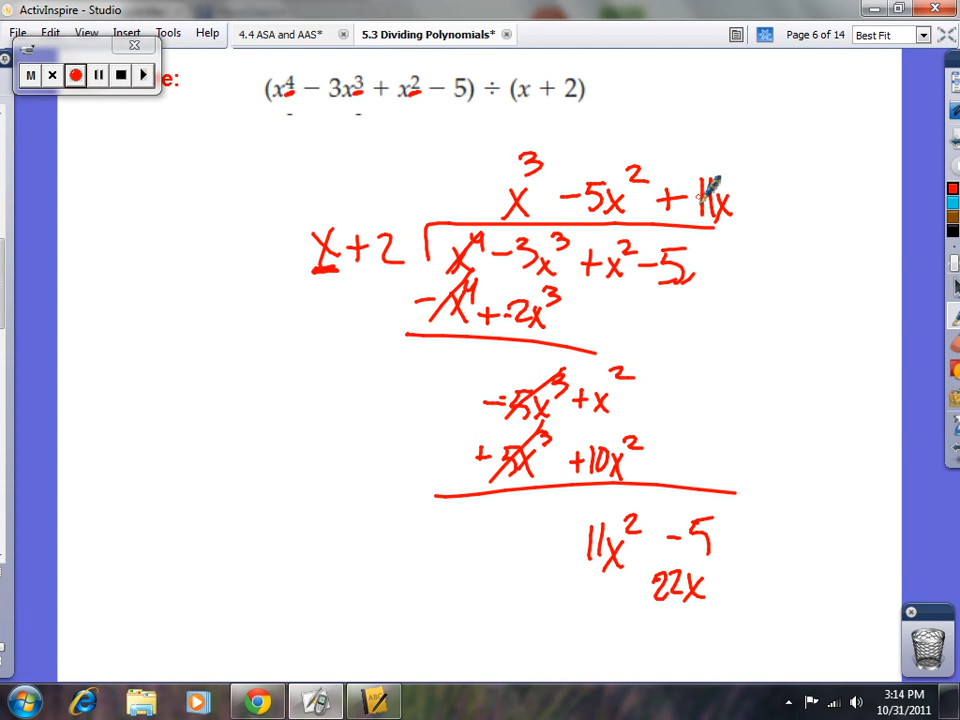 ActivInspire - Studio
File Edit View Insert Tools Help 4.4 ASA and AAS* 5.3 Dividing Polynomials* Page 6 of 14 Best Fit
M
e:
(x⁴ − 3x³ + x² − 5) ÷ (x + 2)
x³ −5x² + 11x
x + 2 x⁴ −3x³ +x² −5
−x⁴ + −2x³
−5x³ +x²
+5x³ +10x²
11x² −5
22x
3:14 PM
10/31/2011